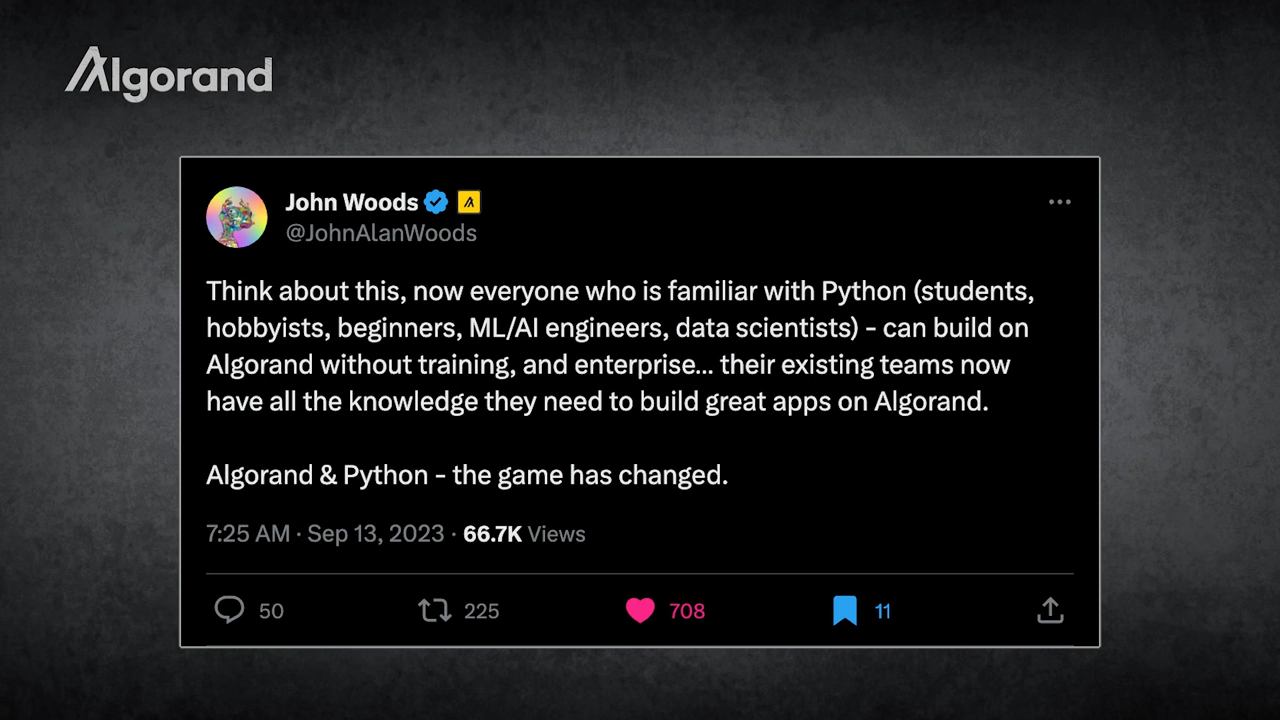 Algorand
John Woods
@JohnAlanWoods
Think about this, now everyone who is familiar with Python (students,
hobbyists, beginners, ML/AI engineers, data scientists) - can build on
Algorand without training, and enterprise... their existing teams now
have all the knowledge they need to build great apps on Algorand.
Algorand & Python - the game has changed.
7:25 AM · Sep 13, 2023 · 66.7K Views
50 225 708 11